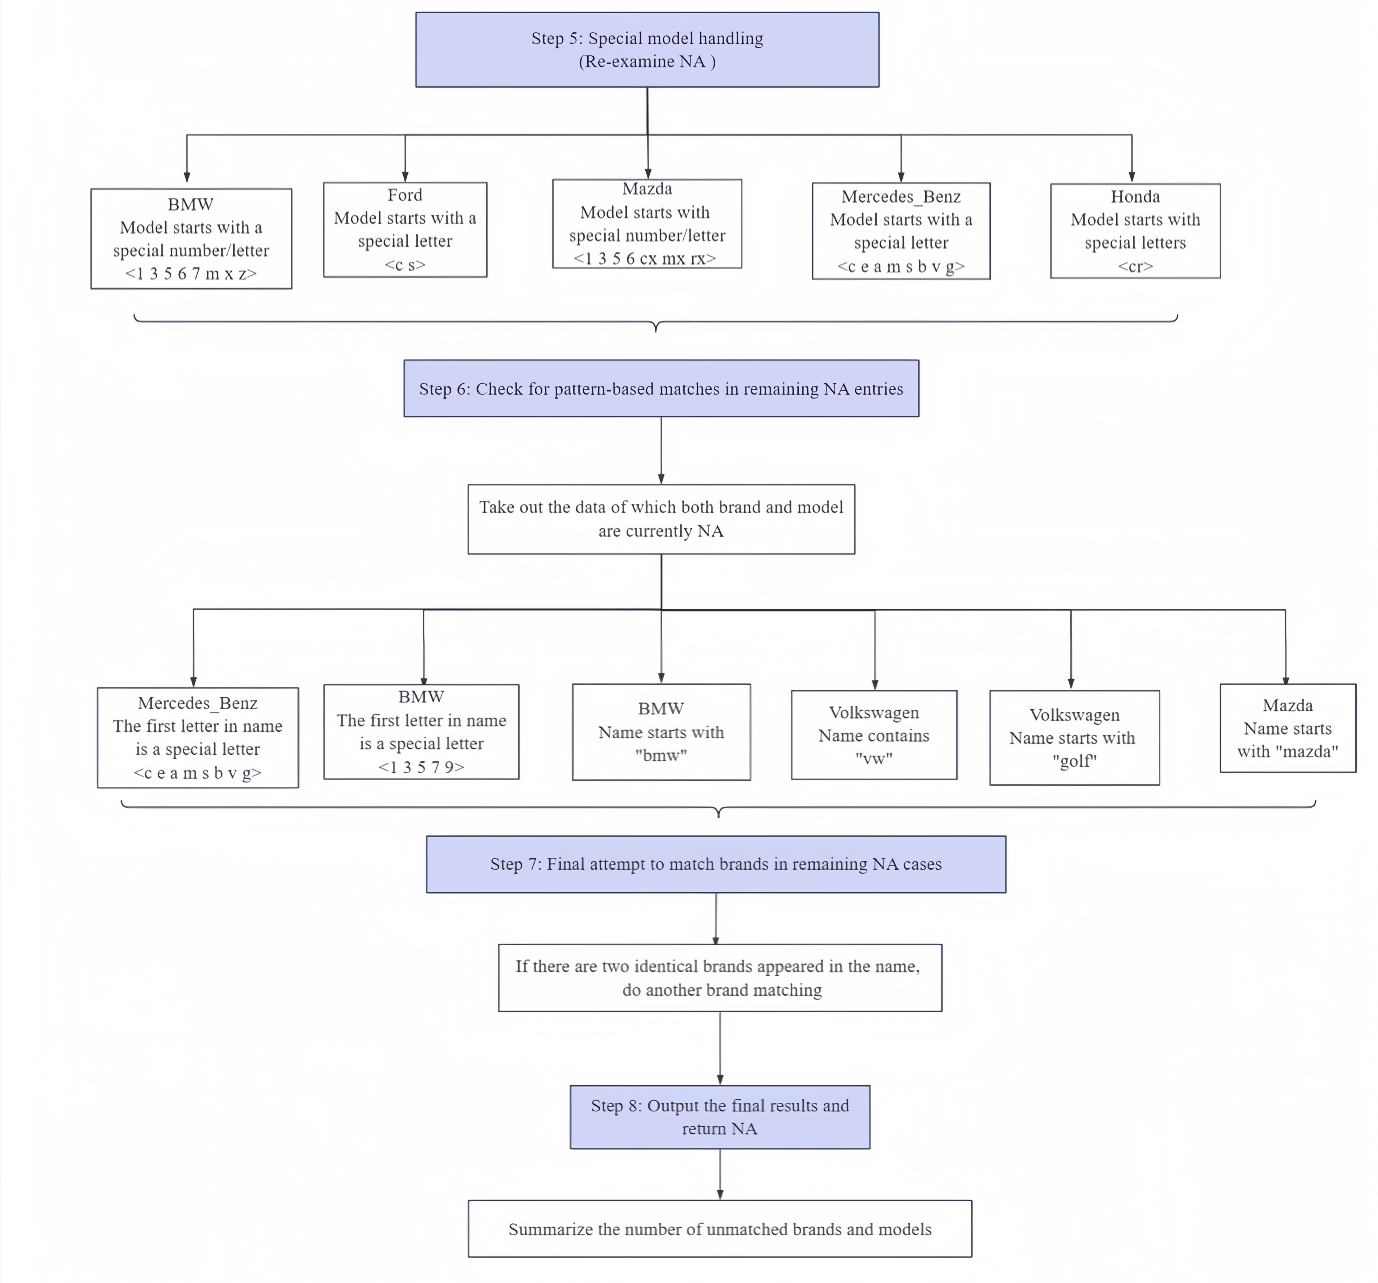 Step 5: Special model handling
(Re-examine NA )
BMW
Model starts with a
special number/letter
<1 3 5 6 7 m x z>
Ford
Model starts with a
special letter
<c s>
Mazda
Model starts with
special number/letter
<1 3 5 6 cx mx rx>
Mercedes_Benz
Model starts with a
special letter
<c e a m s b v g>
Honda
Model starts with
special letters
<cr>
Step 6: Check for pattern-based matches in remaining NA entries
Take out the data of which both brand and model
are currently NA
Mercedes_Benz
The first letter in name
is a special letter
<c e a m s b v g>
BMW
The first letter in name
is a special letter
<1 3 5 7 9>
BMW
Name starts with
"bmw"
Volkswagen
Name contains
"vw"
Volkswagen
Name starts with
"golf"
Mazda
Name starts
with "mazda"
Step 7: Final attempt to match brands in remaining NA cases
If there are two identical brands appeared in the name,
do another brand matching
Step 8: Output the final results and
return NA
Summarize the number of unmatched brands and models